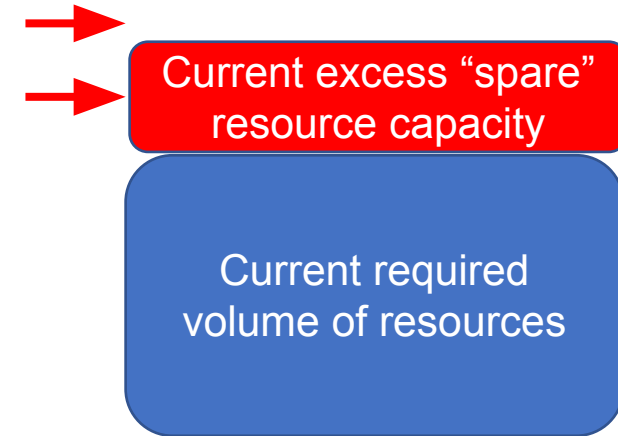 Current excess “spare”
resource capacity
Current required
volume of resources